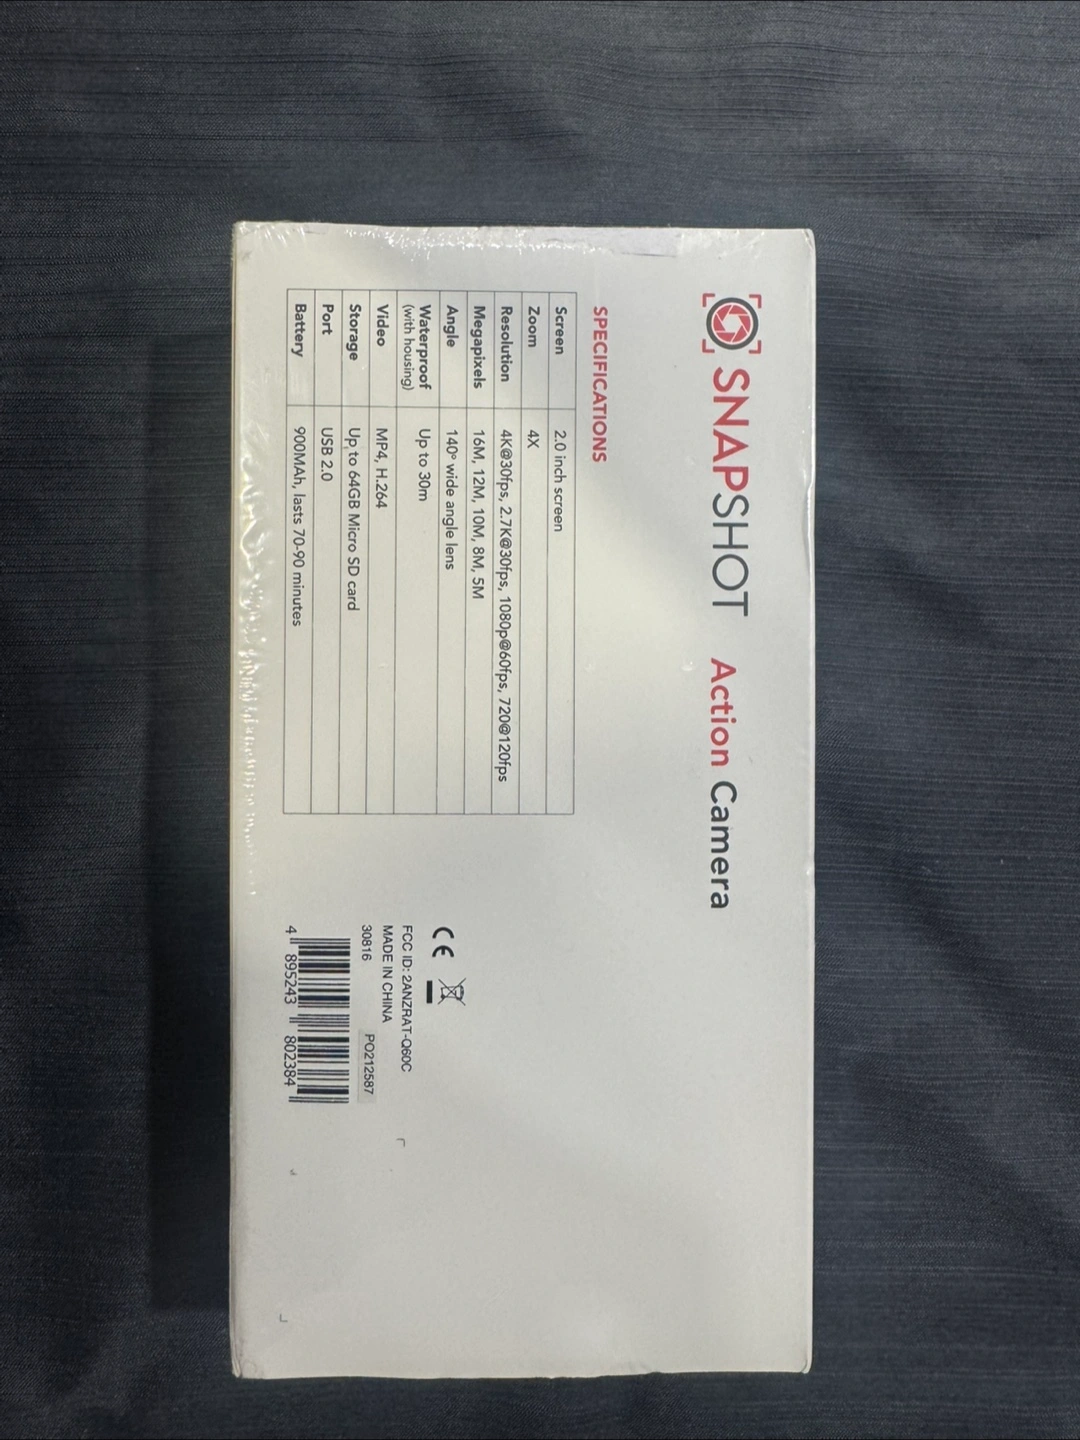 SNAPSHOT Action Camera
SPECIFICATIONS
Screen 2.0 inch screen
Zoom 4X
Resolution 4K@30fps, 2.7K@30fps, 1080p@60fps, 720@120fps
Megapixels 16M, 12M, 10M, 8M, 5M
Angle 140° wide angle lens
Waterproof Up to 30m
(with housing)
Video MP4, H.264
Storage Up to 64GB Micro SD card
Port USB 2.0
Battery 900MAh, lasts 70-90 minutes
CE
FCC ID: 2ANZRAT-Q60C
MADE IN CHINA
30816 PO212587
4 895243 802384